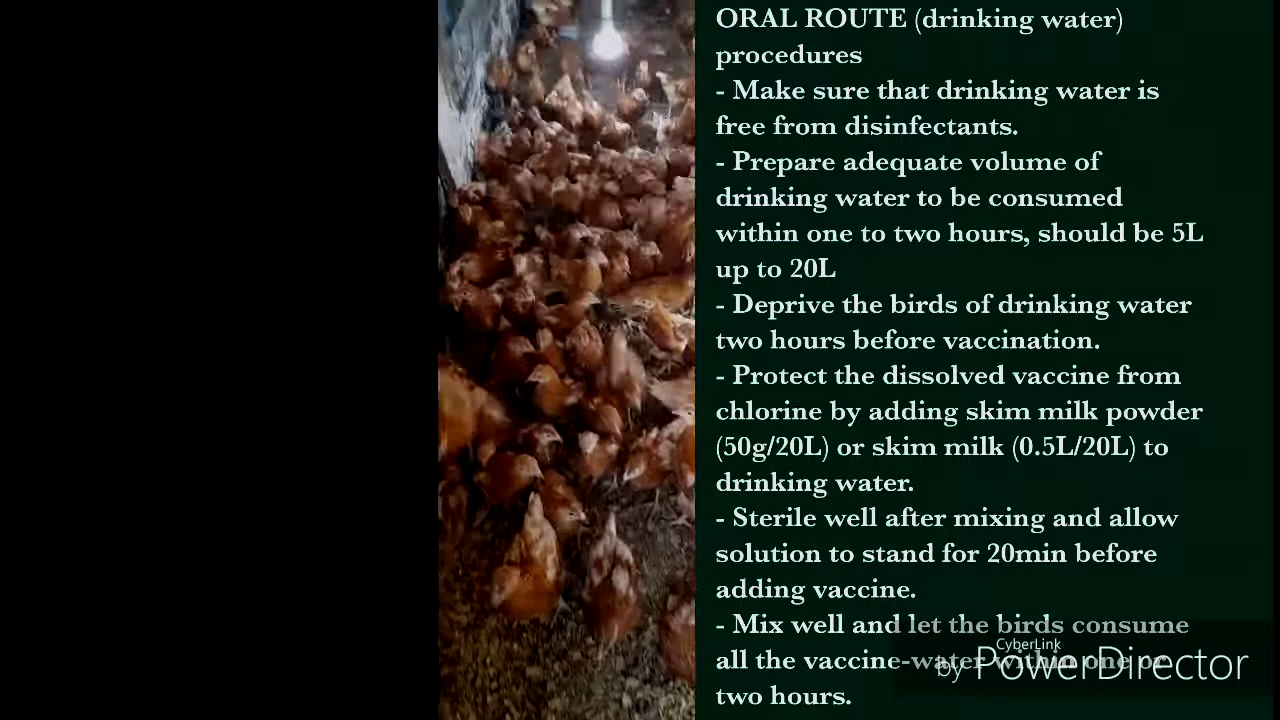 ORAL ROUTE (drinking water)
procedures
- Make sure that drinking water is
free from disinfectants.
- Prepare adequate volume of
drinking water to be consumed
within one to two hours, should be 5L
up to 20L
- Deprive the birds of drinking water
two hours before vaccination.
- Protect the dissolved vaccine from
chlorine by adding skim milk powder
(50g/20L) or skim milk (0.5L/20L) to
drinking water.
- Sterile well after mixing and allow
solution to stand for 20min before
adding vaccine.
- Mix well and let the birds consume
all the vaccine-water within one or
two hours.
CyberLink
by PowerDirector